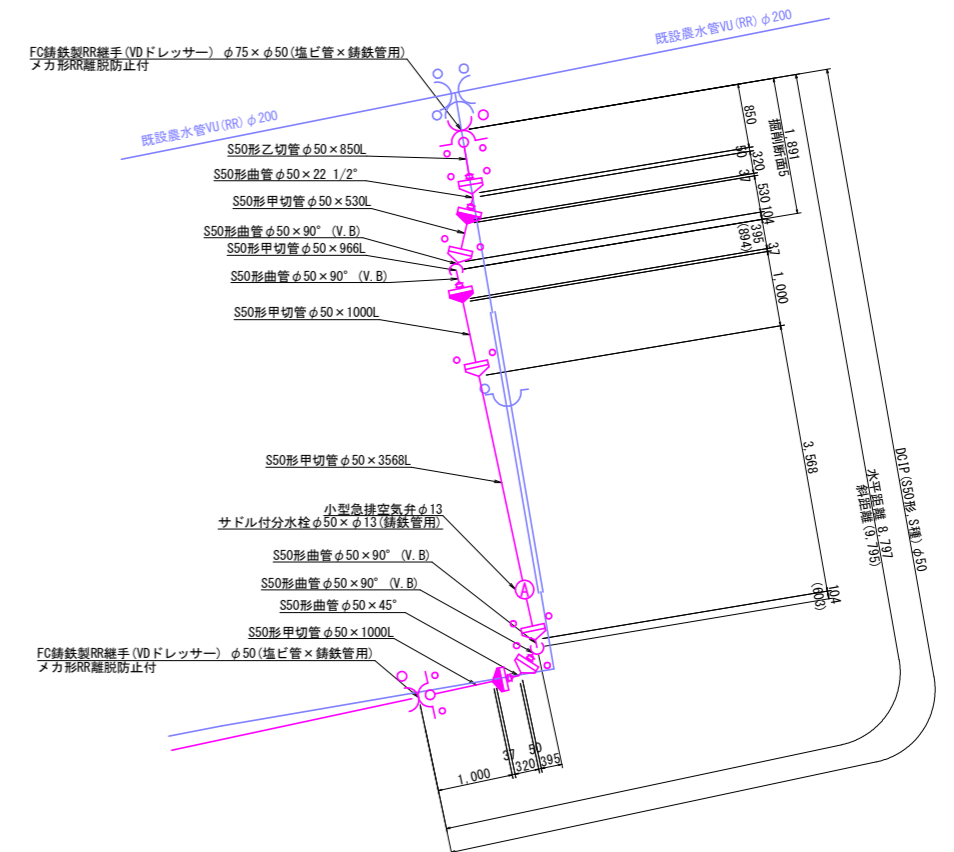 既設農水管VU(RR)φ200
FC鋳鉄製RR継手(VDドレッサー) φ75×φ50(塩ビ管×鋳鉄管用)
メカ形RR離脱防止付
既設農水管VU(RR)φ200
S50形乙切管φ50×850L
S50形曲管φ50×22 1/2°
S50形甲切管φ50×530L
S50形曲管φ50×90° (V.B)
S50形甲切管φ50×966L
S50形曲管φ50×90° (V.B)
S50形甲切管φ50×1000L
S50形甲切管φ50×3568L
小型急排空気弁φ13
サドル付分水栓φ50×φ13(鋳鉄管用)
A
S50形曲管φ50×90° (V.B)
S50形曲管φ50×90° (V.B)
S50形曲管φ50×45°
S50形甲切管φ50×1000L
FC鋳鉄製RR継手(VDドレッサー) φ50(塩ビ管×鋳鉄管用)
メカ形RR離脱防止付
850
1,891
掘削断面5
50
320
37
530
104
395
(894)
37
1,000
3,568
104
(603)
水平距離 8,797
斜距離(9,795)
DCIP(S50形,S種)φ50
1,000
37
320
50
395